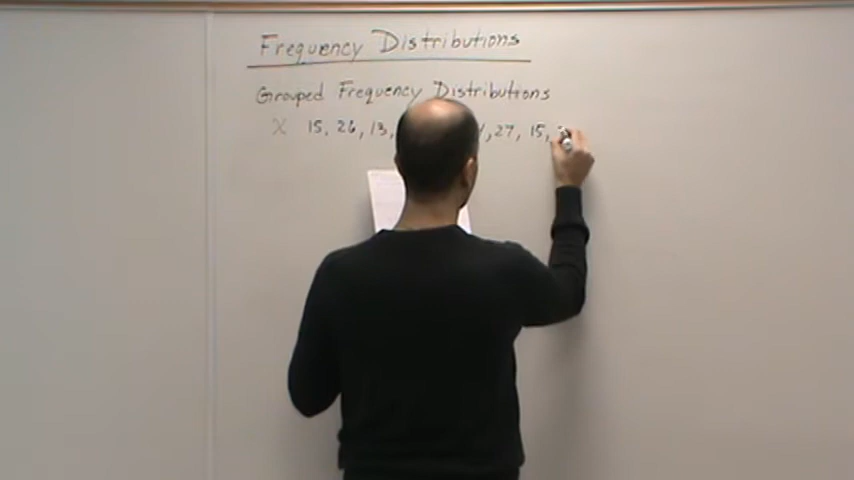 Frequency Distributions
Grouped Frequency Distributions
X 15, 26, 13, , 27, 15,